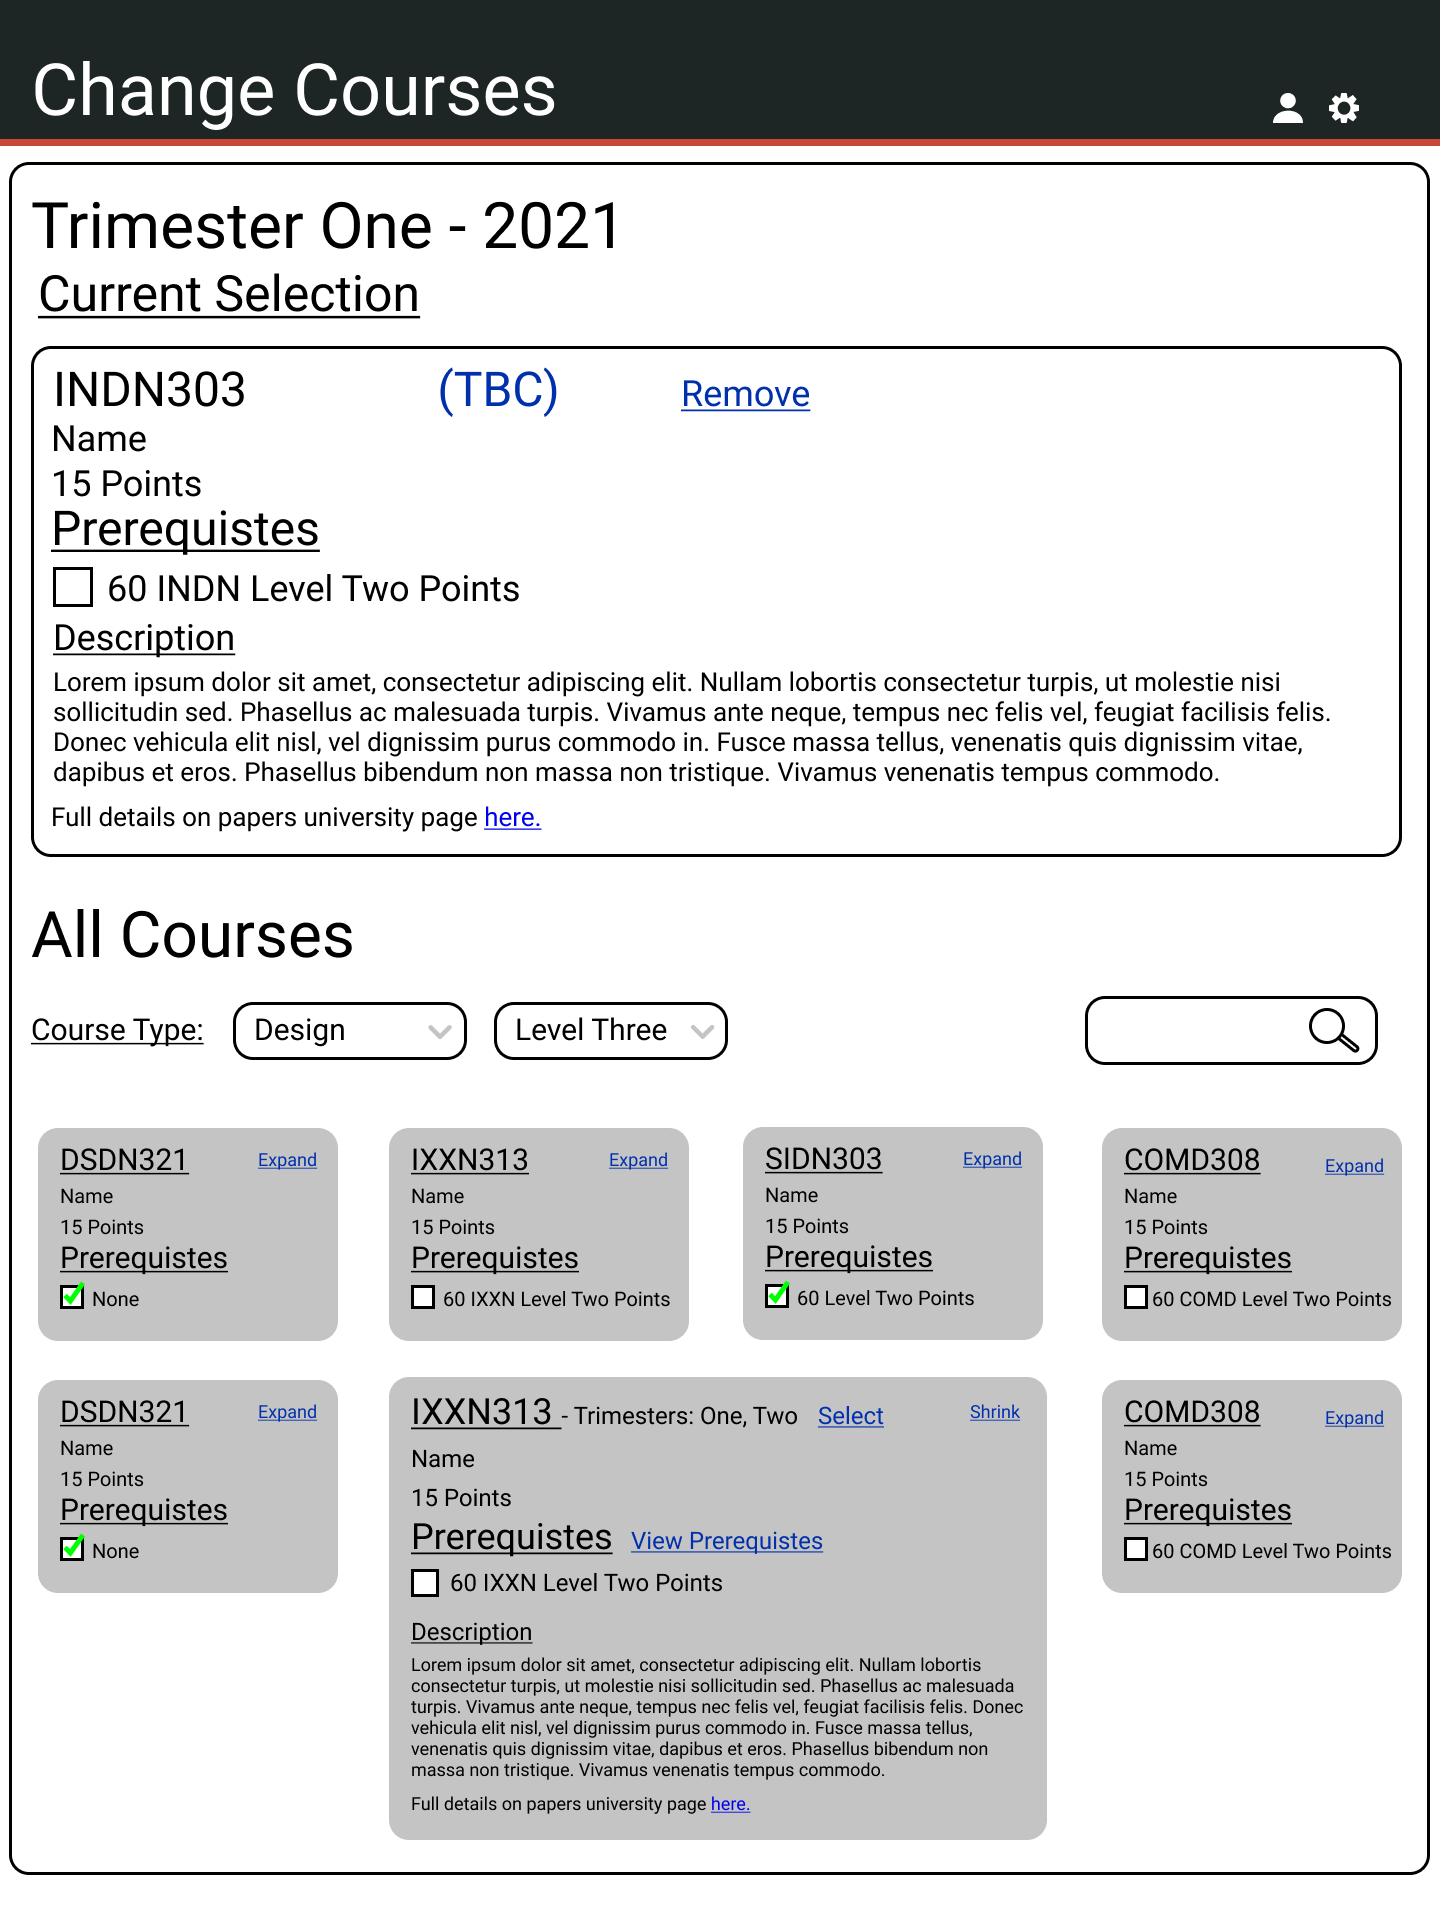 Change Courses
Trimester One - 2021
Current Selection
INDN303 (TBC) Remove
Name
15 Points
Prerequistes
60 INDN Level Two Points
Description
Lorem ipsum dolor sit amet, consectetur adipiscing elit. Nullam lobortis consectetur turpis, ut molestie nisi
sollicitudin sed. Phasellus ac malesuada turpis. Vivamus ante neque, tempus nec felis vel, feugiat facilisis felis.
Donec vehicula elit nisl, vel dignissim purus commodo in. Fusce massa tellus, venenatis quis dignissim vitae,
dapibus et eros. Phasellus bibendum non massa non tristique. Vivamus venenatis tempus commodo.
Full details on papers university page here.
All Courses
Course Type: Design Level Three
DSDN321 Expand
Name
15 Points
Prerequistes
None
IXXN313 Expand
Name
15 Points
Prerequistes
60 IXXN Level Two Points
SIDN303 Expand
Name
15 Points
Prerequistes
60 Level Two Points
COMD308 Expand
Name
15 Points
Prerequistes
60 COMD Level Two Points
DSDN321 Expand
Name
15 Points
Prerequistes
None
IXXN313 - Trimesters: One, Two Select Shrink
Name
15 Points
Prerequistes View Prerequistes
60 IXXN Level Two Points
Description
Lorem ipsum dolor sit amet, consectetur adipiscing elit. Nullam lobortis
consectetur turpis, ut molestie nisi sollicitudin sed. Phasellus ac malesuada
turpis. Vivamus ante neque, tempus nec felis vel, feugiat facilisis felis. Donec
vehicula elit nisl, vel dignissim purus commodo in. Fusce massa tellus,
venenatis quis dignissim vitae, dapibus et eros. Phasellus bibendum non
massa non tristique. Vivamus venenatis tempus commodo.
Full details on papers university page here.
COMD308 Expand
Name
15 Points
Prerequistes
60 COMD Level Two Points